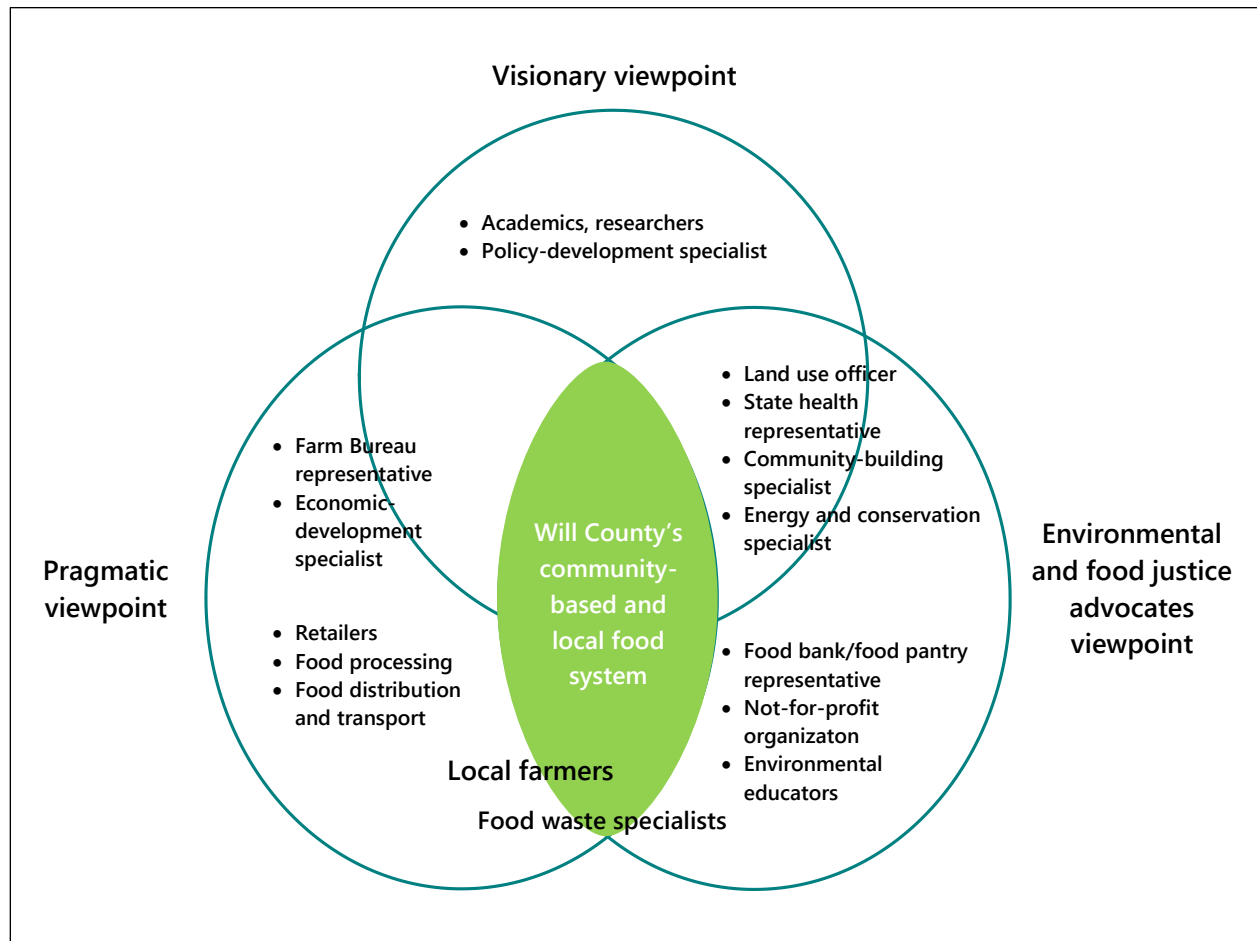 Visionary viewpoint
• Academics, researchers
• Policy-development specialist
• Land use officer
• State health
representative
• Community-building
specialist
• Energy and conservation
specialist
• Farm Bureau
representative
• Economic-
development
specialist
Pragmatic
viewpoint
Will County’s
community-
based and
local food
system
Environmental
and food justice
advocates
viewpoint
• Retailers
• Food processing
• Food distribution
and transport
• Food bank/food pantry
representative
• Not-for-profit
organizaton
• Environmental
educators
Local farmers
Food waste specialists